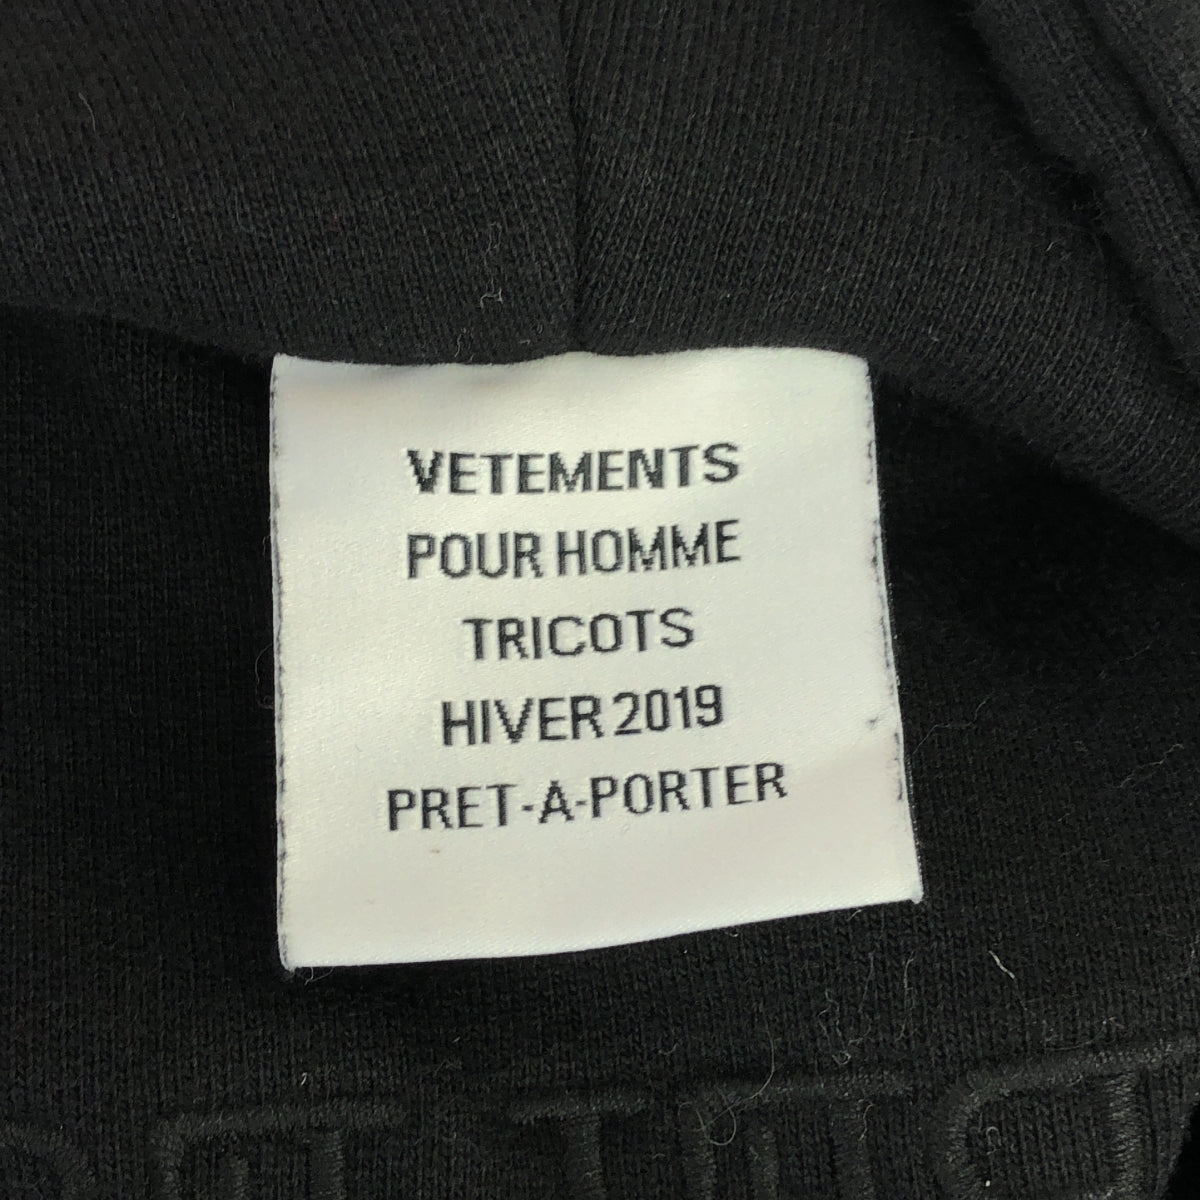 VETEMENTS
POUR HOMME
TRICOTS
HIVER 2019
PRET-A-PORTER